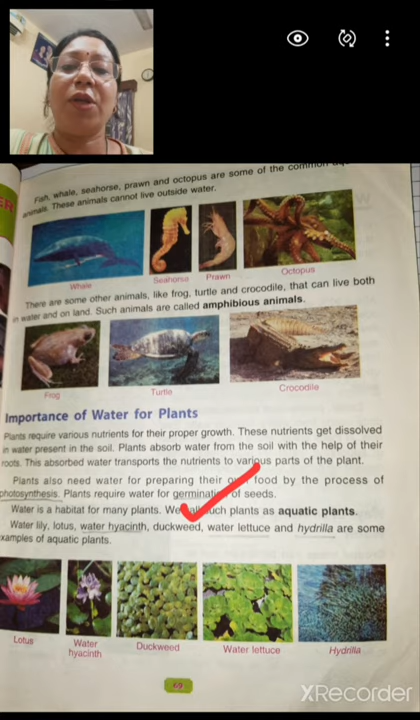 Fish, whale, seahorse, prawn and octopus are some of the common
animals. These animals cannot live outside water.
Whale
Seahorse
Prawn
Octopus
There are some other animals, like frog, turtle and crocodile, that can live both
in water and on land. Such animals are called amphibious animals.
Frog
Turtle
Crocodile
Importance of Water for Plants
Plants require various nutrients for their proper growth. These nutrients get dissolved
in water present in the soil. Plants absorb water from the soil with the help of their
roots. This absorbed water transports the nutrients to various parts of the plant.
Plants also need water for preparing their own food by the process of
photosynthesis. Plants require water for germination of seeds.
Water is a habitat for many plants. We call such plants as aquatic plants.
Water lily, lotus, water hyacinth, duckweed, water lettuce and hydrilla are some
examples of aquatic plants.
Lotus
Water
hyacinth
Duckweed
Water lettuce
Hydrilla
69
XRecorder